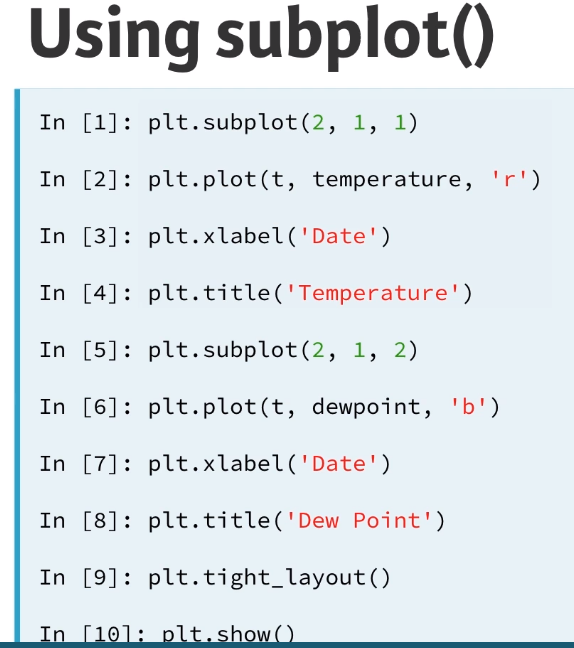 Using subplot()
In [1]: plt.subplot(2, 1, 1)
In [2]: plt.plot(t, temperature, 'r')
In [3]: plt.xlabel('Date')
In [4]: plt.title('Temperature')
In [5]: plt.subplot(2, 1, 2)
In [6]: plt.plot(t, dewpoint, 'b')
In [7]: plt.xlabel('Date')
In [8]: plt.title('Dew Point')
In [9]: plt.tight_layout()
In [10]: plt.show()